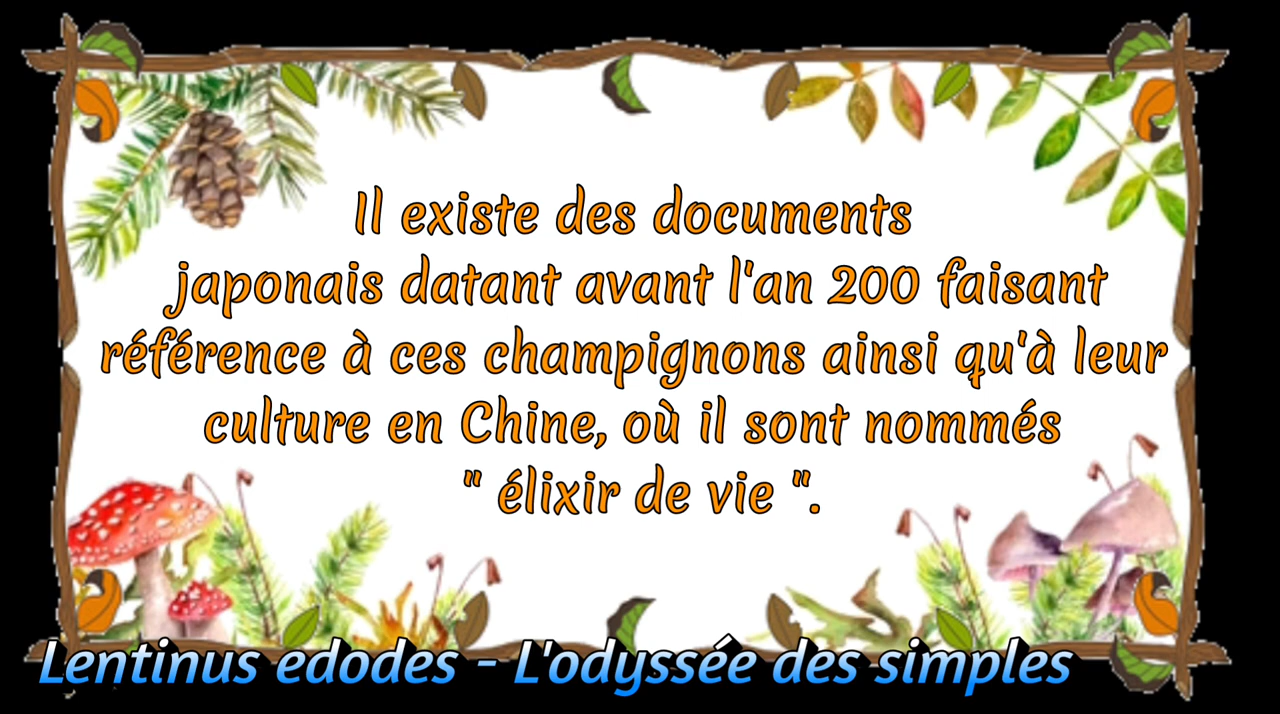 Il existe des documents
japonais datant avant l'an 200 faisant
référence à ces champignons ainsi qu'à leur
culture en Chine, où il sont nommés
" élixir de vie ".
Lentinus edodes - L'odyssée des simples